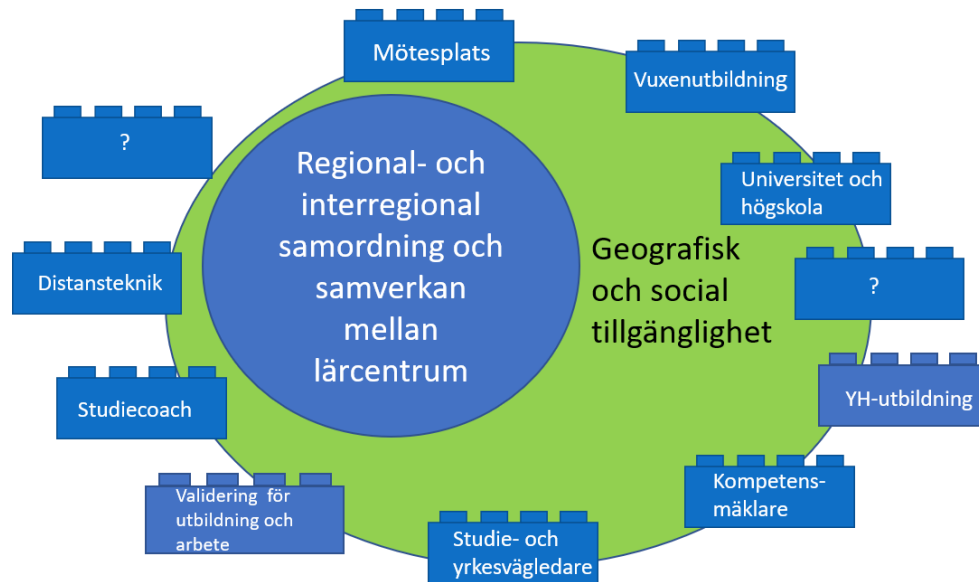 Mötesplats
Vuxenutbildning
?
Universitet och
högskola
Regional- och
interregional
samordning och
samverkan
mellan
lärcentrum
Geografisk
och social
tillgänglighet
Distansteknik
?
Studiecoach
YH-utbildning
Validering för
utbildning och
arbete
Kompetens-
mäklare
Studie- och
yrkesvägledare